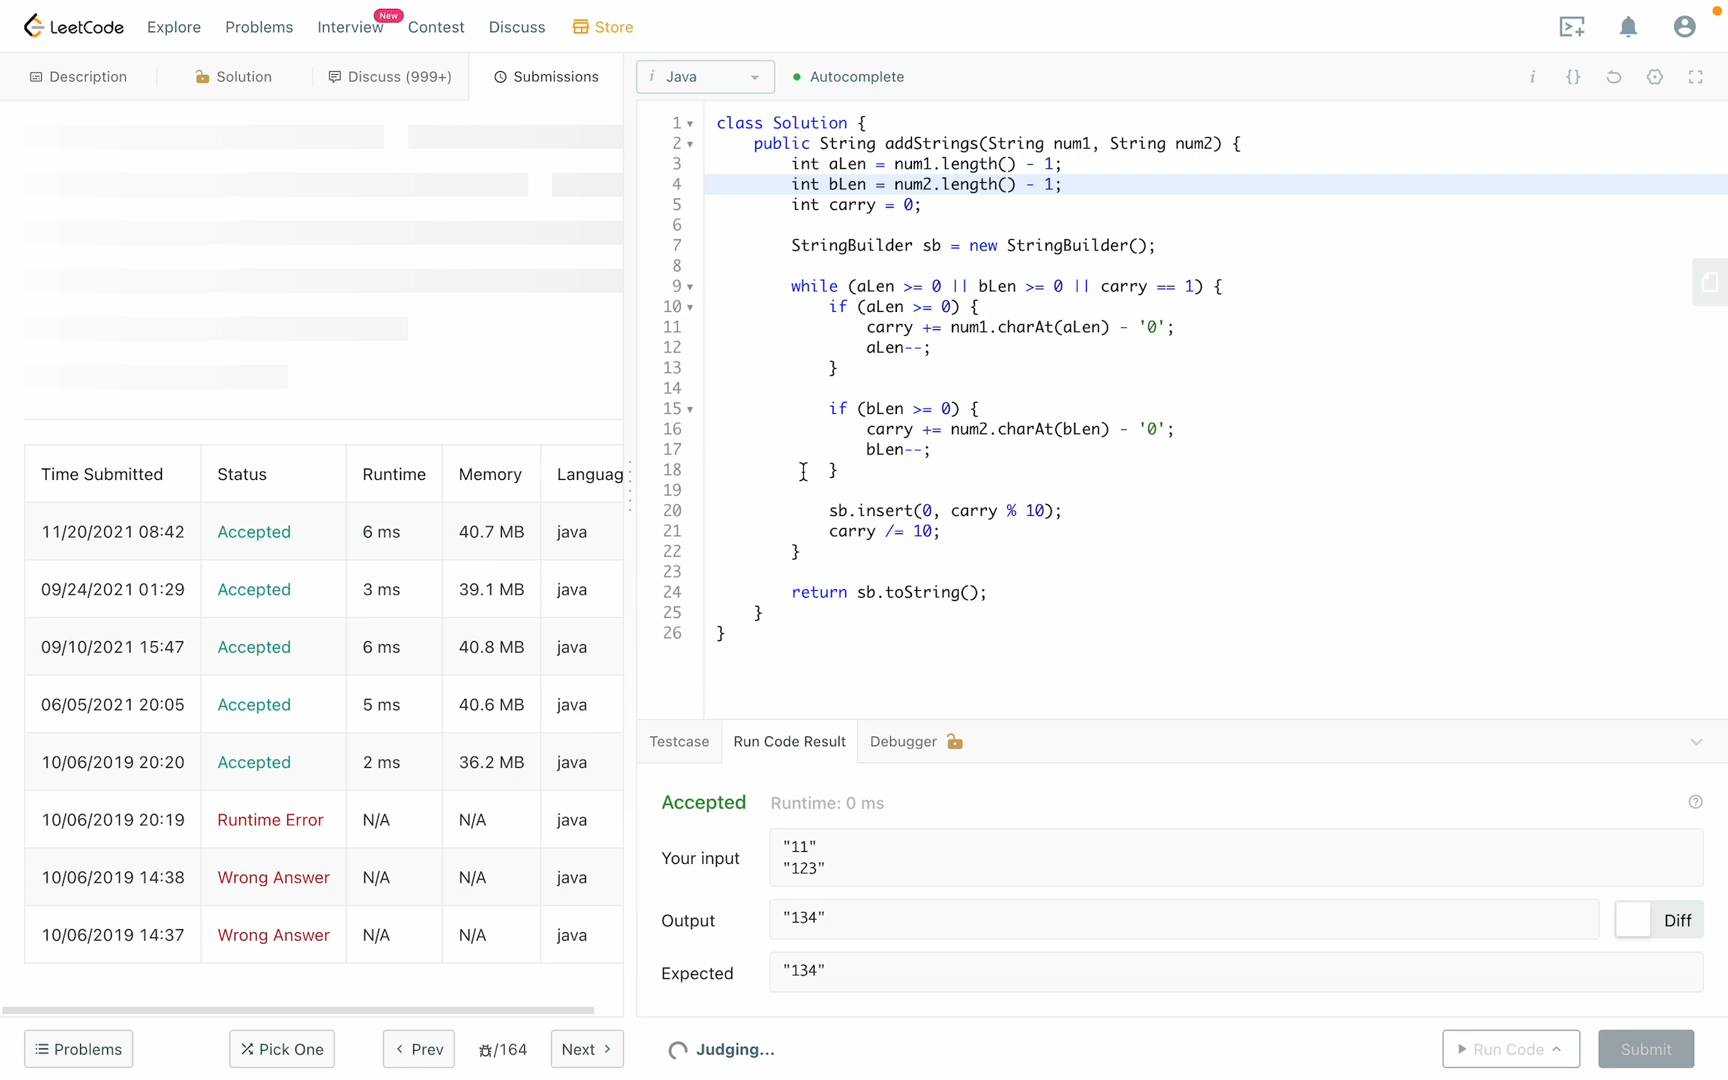 LeetCode Explore Problems Interview New Contest Discuss Store
Description Solution Discuss (999+) Submissions
i Java Autocomplete i {}
1 class Solution {
2 public String addStrings(String num1, String num2) {
3 int aLen = num1.length() - 1;
4 int bLen = num2.length() - 1;
5 int carry = 0;
6
7 StringBuilder sb = new StringBuilder();
8
9 while (aLen >= 0 || bLen >= 0 || carry == 1) {
10 if (aLen >= 0) {
11 carry += num1.charAt(aLen) - '0';
12 aLen--;
13 }
14
15 if (bLen >= 0) {
16 carry += num2.charAt(bLen) - '0';
17 bLen--;
18 }
19
20 sb.insert(0, carry % 10);
21 carry /= 10;
22 }
23
24 return sb.toString();
25 }
26 }
Time Submitted Status Runtime Memory Languag
11/20/2021 08:42 Accepted 6 ms 40.7 MB java
09/24/2021 01:29 Accepted 3 ms 39.1 MB java
09/10/2021 15:47 Accepted 6 ms 40.8 MB java
06/05/2021 20:05 Accepted 5 ms 40.6 MB java
10/06/2019 20:20 Accepted 2 ms 36.2 MB java
10/06/2019 20:19 Runtime Error N/A N/A java
10/06/2019 14:38 Wrong Answer N/A N/A java
10/06/2019 14:37 Wrong Answer N/A N/A java
Testcase Run Code Result Debugger
Accepted Runtime: 0 ms
Your input
"11"
"123"
Output "134" Diff
Expected "134"
Problems Pick One Prev /164 Next Judging... Run Code Submit